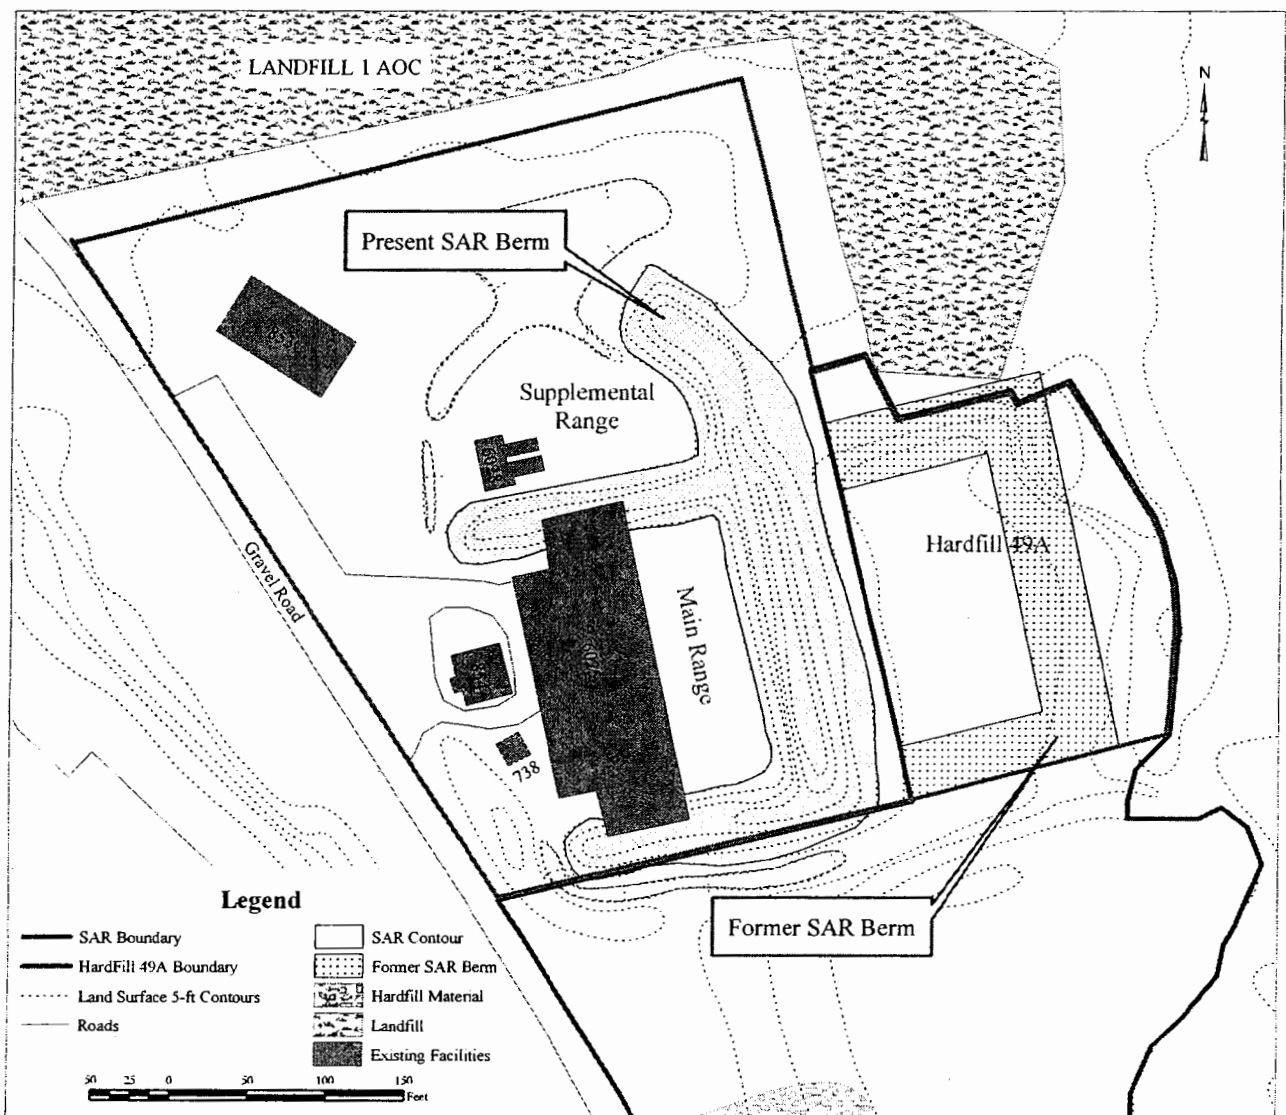 LANDFILL 1 AOC
N
Present SAR Berm
Supplemental
Range
Hardfill 49A
Gravel Road
Main Range
738
Former SAR Berm
Legend
SAR Boundary
HardFill 49A Boundary
Land Surface 5-ft Contours
Roads
SAR Contour
Former SAR Berm
Hardfill Material
Landfill
Existing Facilities
50 25 0 50 100 150
Feet